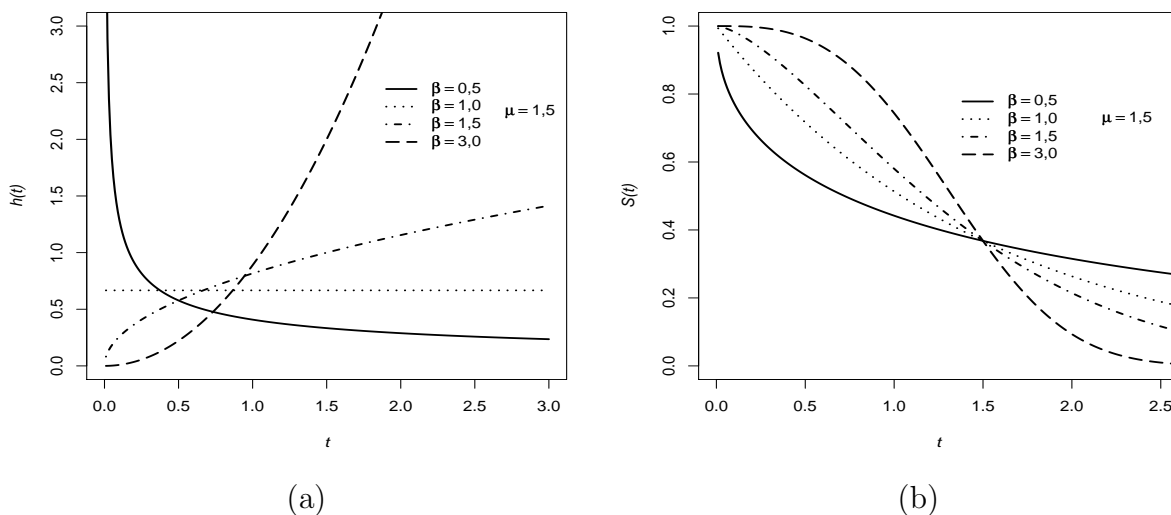 3.0
2.5
2.0
1.5
1.0
0.5
0.0
h(t)
β = 0,5
β = 1,0
β = 1,5
β = 3,0
μ = 1,5
0.0 0.5 1.0 1.5 2.0 2.5 3.0
t
(a)
1.0
0.8
0.6
0.4
0.2
0.0
S(t)
β = 0,5
β = 1,0
β = 1,5
β = 3,0
μ = 1,5
0.0 0.5 1.0 1.5 2.0 2.5
t
(b)